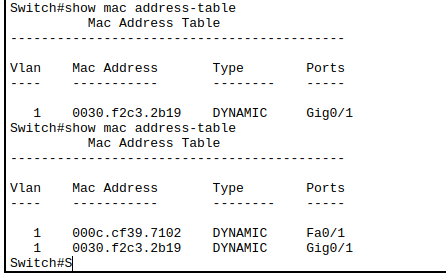 Switch#show mac address-table
          Mac Address Table
-------------------------------------------

Vlan    Mac Address       Type        Ports
----    -----------       --------    -----

   1    0030.f2c3.2b19    DYNAMIC     Gig0/1
Switch#show mac address-table
          Mac Address Table
-------------------------------------------

Vlan    Mac Address       Type        Ports
----    -----------       --------    -----

   1    000c.cf39.7102    DYNAMIC     Fa0/1
   1    0030.f2c3.2b19    DYNAMIC     Gig0/1
Switch#S